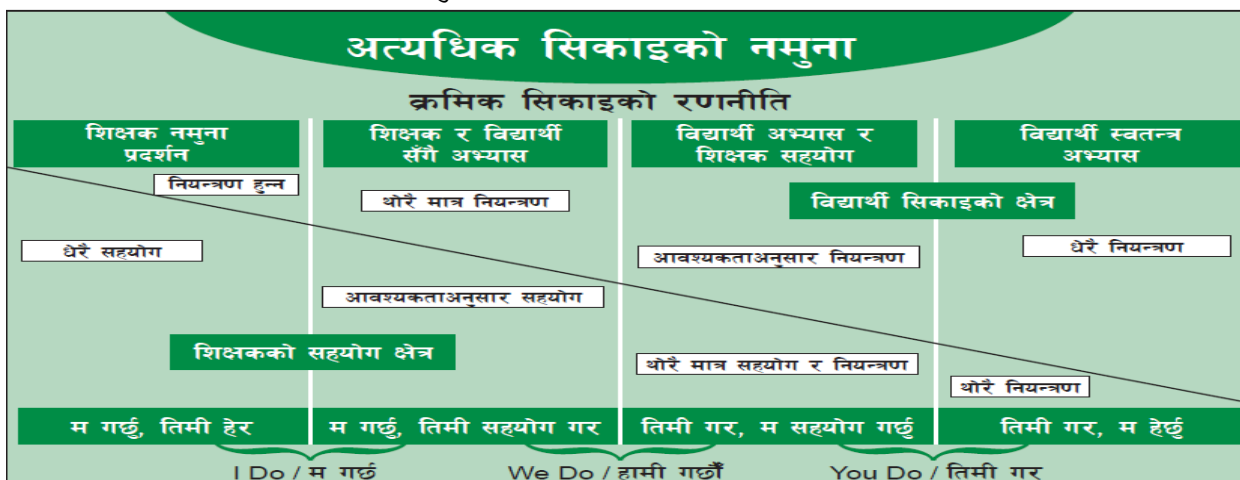 अत्यधिक सिकाइको नमुना
क्रमिक सिकाइको रणनीति
शिक्षक नमुना
प्रदर्शन
शिक्षक र विद्यार्थी
सँगै अभ्यास
विद्यार्थी अभ्यास र
शिक्षक सहयोग
विद्यार्थी स्वतन्त्र
अभ्यास
नियन्त्रण हुन्न
थोरै मात्र नियन्त्रण
विद्यार्थी सिकाइको क्षेत्र
धेरै सहयोग
आवश्यकताअनुसार नियन्त्रण
धेरै नियन्त्रण
आवश्यकताअनुसार सहयोग
शिक्षकको सहयोग क्षेत्र
थोरै मात्र सहयोग र नियन्त्रण
थोरै नियन्त्रण
म गर्छु, तिमी हेर
म गर्छु, तिमी सहयोग गर
तिमी गर, म सहयोग गर्छु
तिमी गर, म हेर्छु
I Do / म गर्छ
We Do / हामी गर्छौं
You Do / तिमी गर